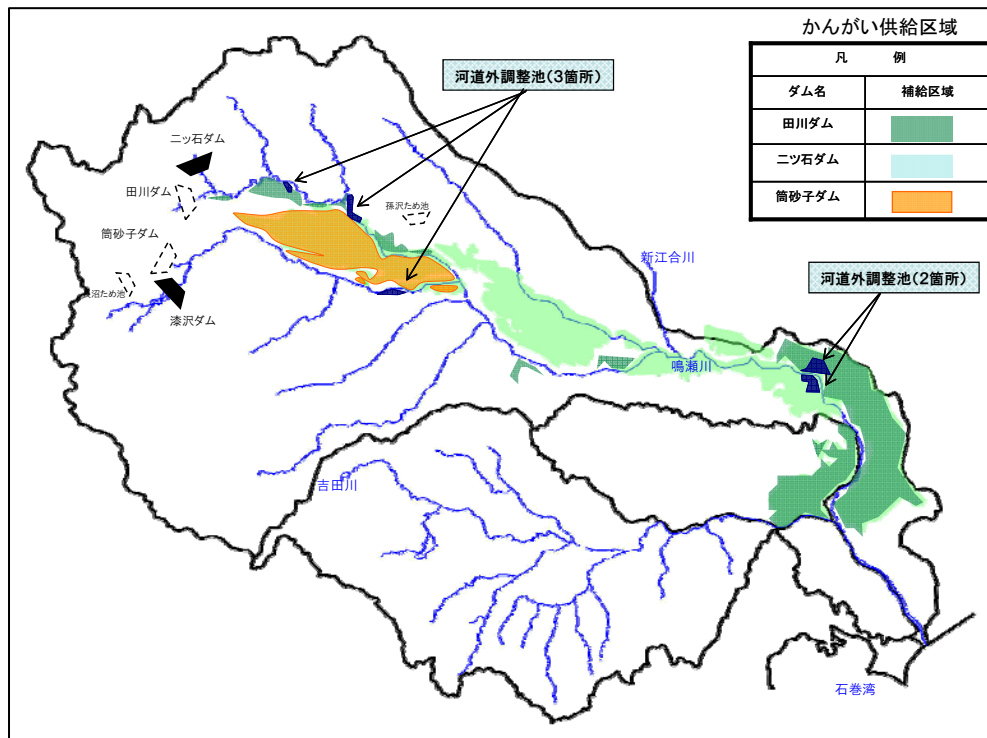 かんがい供給区域
凡　　例
ダム名　補給区域
田川ダム
二ツ石ダム
筒砂子ダム
河道外調整池(3箇所)
二ッ石ダム
田川ダム
孫沢ため池
筒砂子ダム
沼ため池
漆沢ダム
新江合川
河道外調整池(2箇所)
鳴瀬川
吉田川
石巻湾